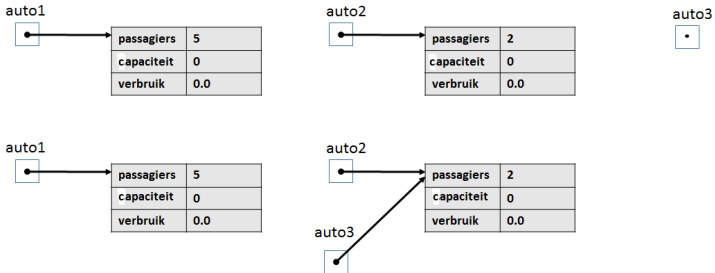 auto1 auto2 auto3
passagiers 5 passagiers 2
capaciteit 0 capaciteit 0
verbruik 0.0 verbruik 0.0
auto1 auto2
passagiers 5 passagiers 2
capaciteit 0 capaciteit 0
verbruik 0.0 verbruik 0.0
auto3